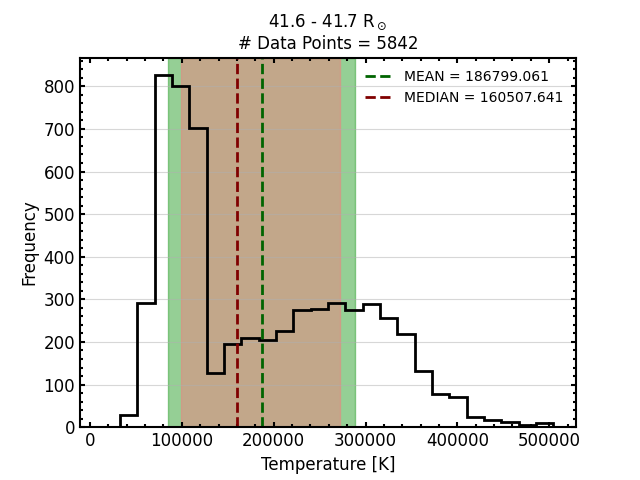 41.6 - 41.7 R☉
# Data Points = 5842
MEAN = 186799.061
MEDIAN = 160507.641
Frequency
800
700
600
500
400
300
200
100
0
0 100000 200000 300000 400000 500000
Temperature [K]